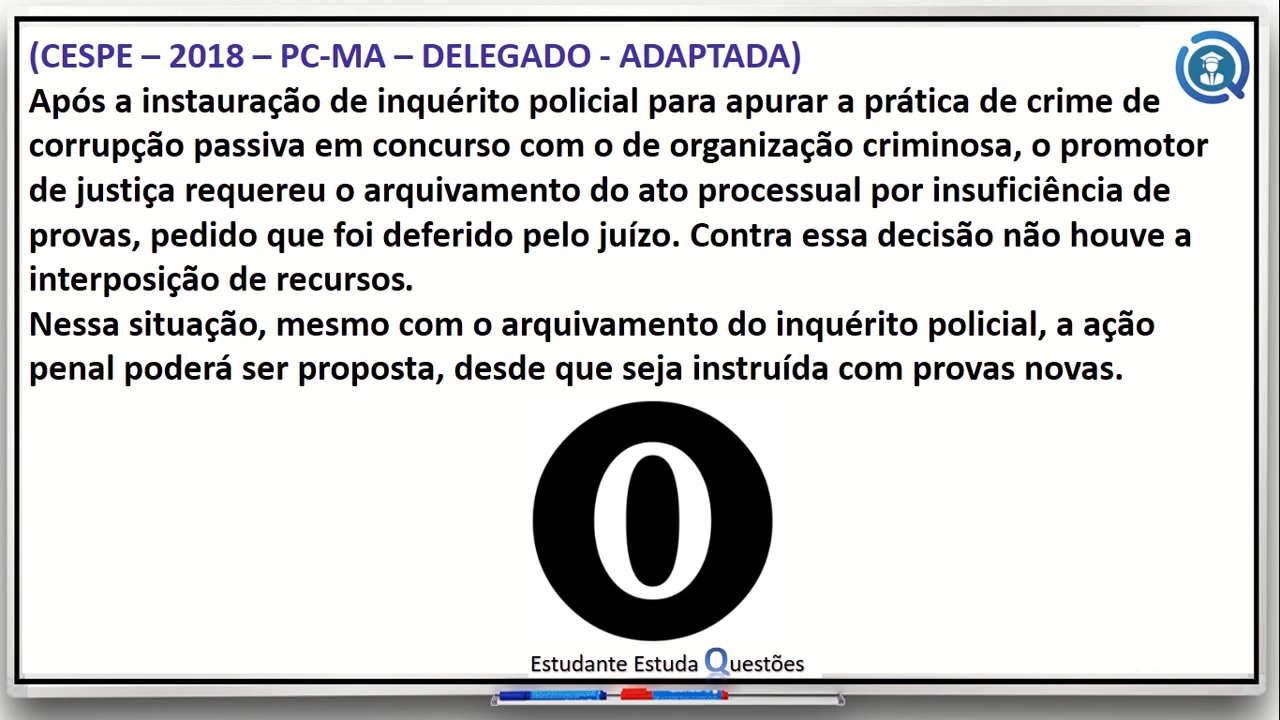 (CESPE – 2018 – PC-MA – DELEGADO - ADAPTADA)
Após a instauração de inquérito policial para apurar a prática de crime de
corrupção passiva em concurso com o de organização criminosa, o promotor
de justiça requereu o arquivamento do ato processual por insuficiência de
provas, pedido que foi deferido pelo juízo. Contra essa decisão não houve a
interposição de recursos.
Nessa situação, mesmo com o arquivamento do inquérito policial, a ação
penal poderá ser proposta, desde que seja instruída com provas novas.
0
Estudante Estuda Questões